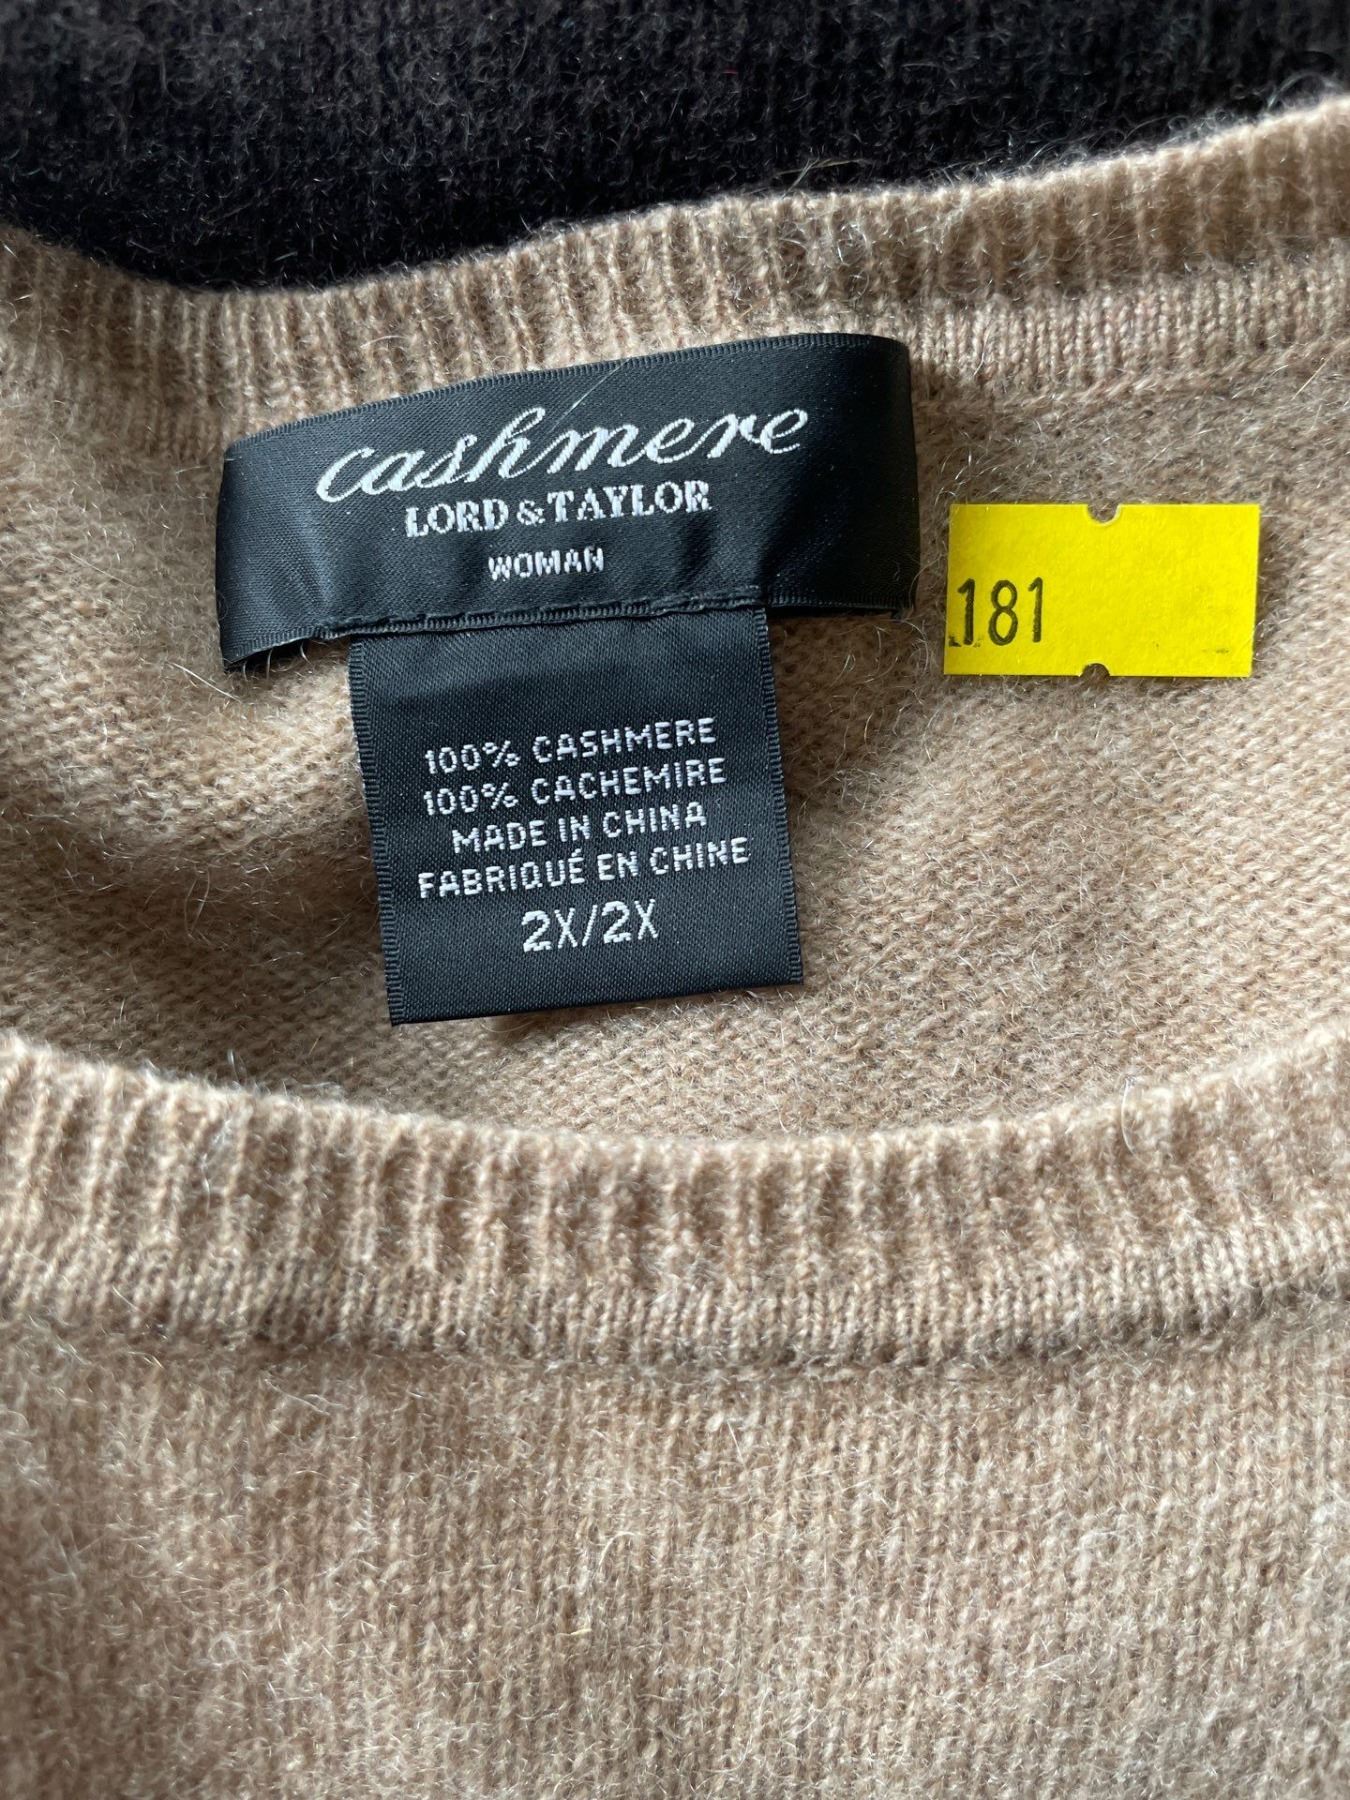 cashmere
LORD & TAYLOR
WOMAN
181
100% CASHMERE
100% CACHEMIRE
MADE IN CHINA
FABRIQUÉ EN CHINE
2X/2X